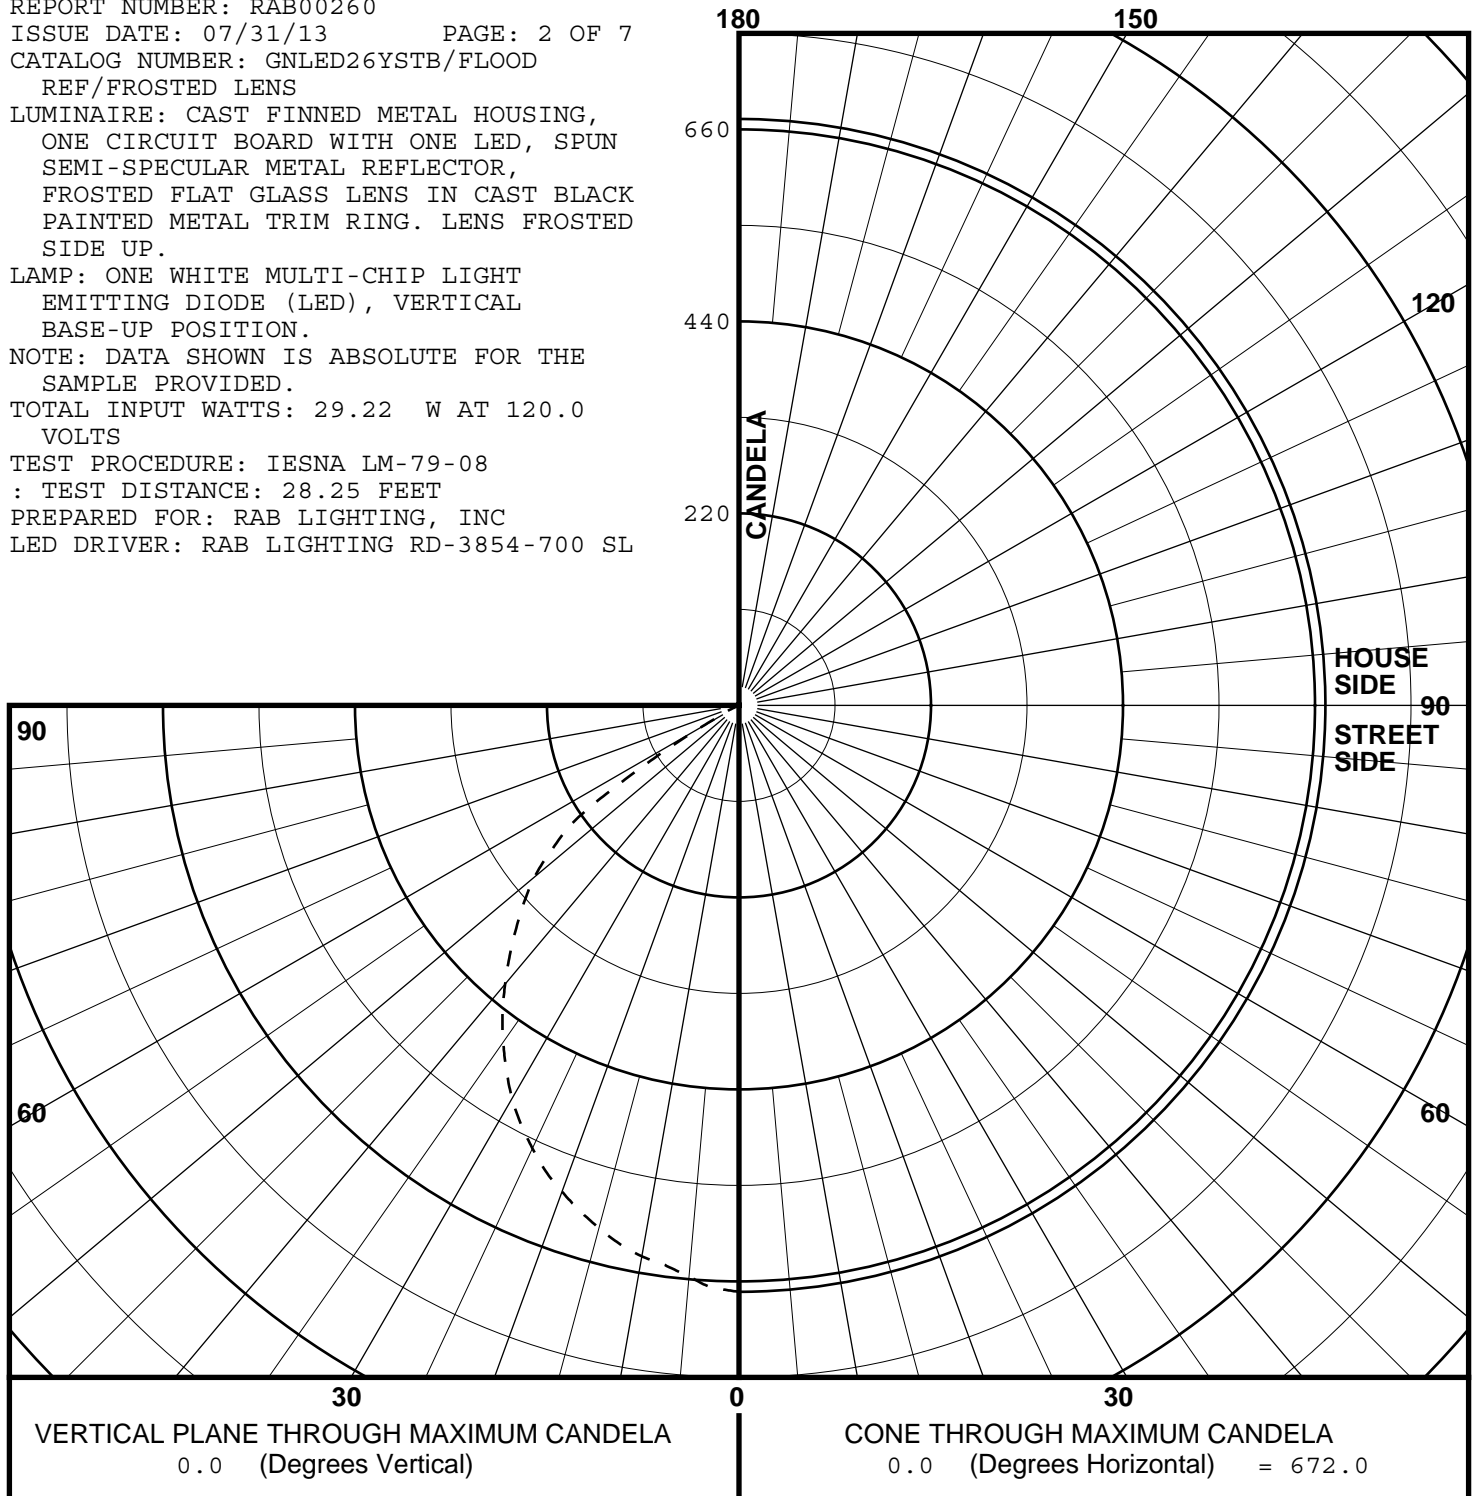 REPORT NUMBER: RAB00260
ISSUE DATE: 07/31/13 PAGE: 2 OF 7
CATALOG NUMBER: GNLED26YSTB/FLOOD
REF/FROSTED LENS
LUMINAIRE: CAST FINNED METAL HOUSING,
ONE CIRCUIT BOARD WITH ONE LED, SPUN
SEMI-SPECULAR METAL REFLECTOR,
FROSTED FLAT GLASS LENS IN CAST BLACK
PAINTED METAL TRIM RING. LENS FROSTED
SIDE UP.
LAMP: ONE WHITE MULTI-CHIP LIGHT
EMITTING DIODE (LED), VERTICAL
BASE-UP POSITION.
NOTE: DATA SHOWN IS ABSOLUTE FOR THE
SAMPLE PROVIDED.
TOTAL INPUT WATTS: 29.22 W AT 120.0
VOLTS
TEST PROCEDURE: IESNA LM-79-08
: TEST DISTANCE: 28.25 FEET
PREPARED FOR: RAB LIGHTING, INC
LED DRIVER: RAB LIGHTING RD-3854-700 SL
180
150
660
120
440
CANDELA
220
HOUSE
SIDE
90
90
STREET
SIDE
60
60
30
0
30
VERTICAL PLANE THROUGH MAXIMUM CANDELA
0.0 (Degrees Vertical)
CONE THROUGH MAXIMUM CANDELA
0.0 (Degrees Horizontal) = 672.0